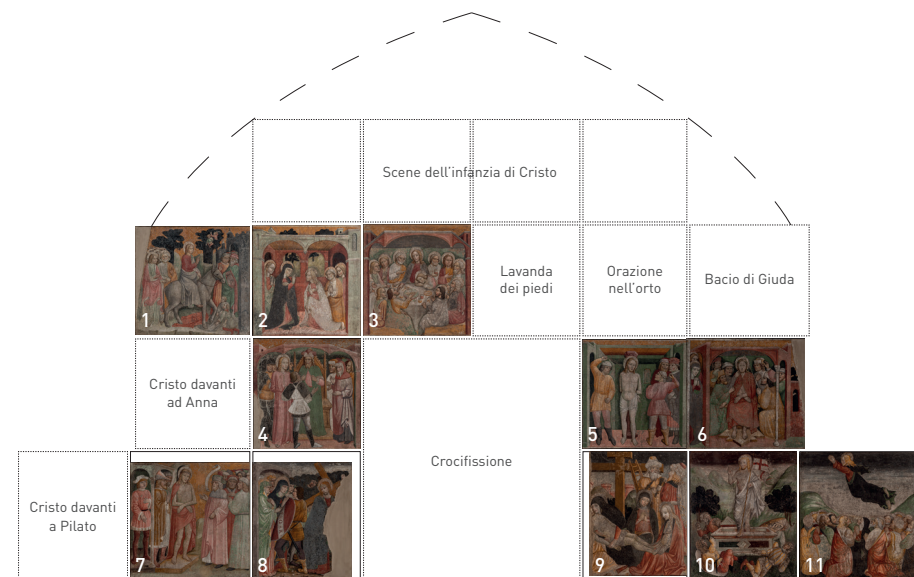 Scene dell'infanzia di Cristo
1
2
3
Lavanda
dei piedi
Orazione
nell'orto
Bacio di Giuda
Cristo davanti
ad Anna
4
Crocifissione
5
6
Cristo davanti
a Pilato
7
8
9
10
11